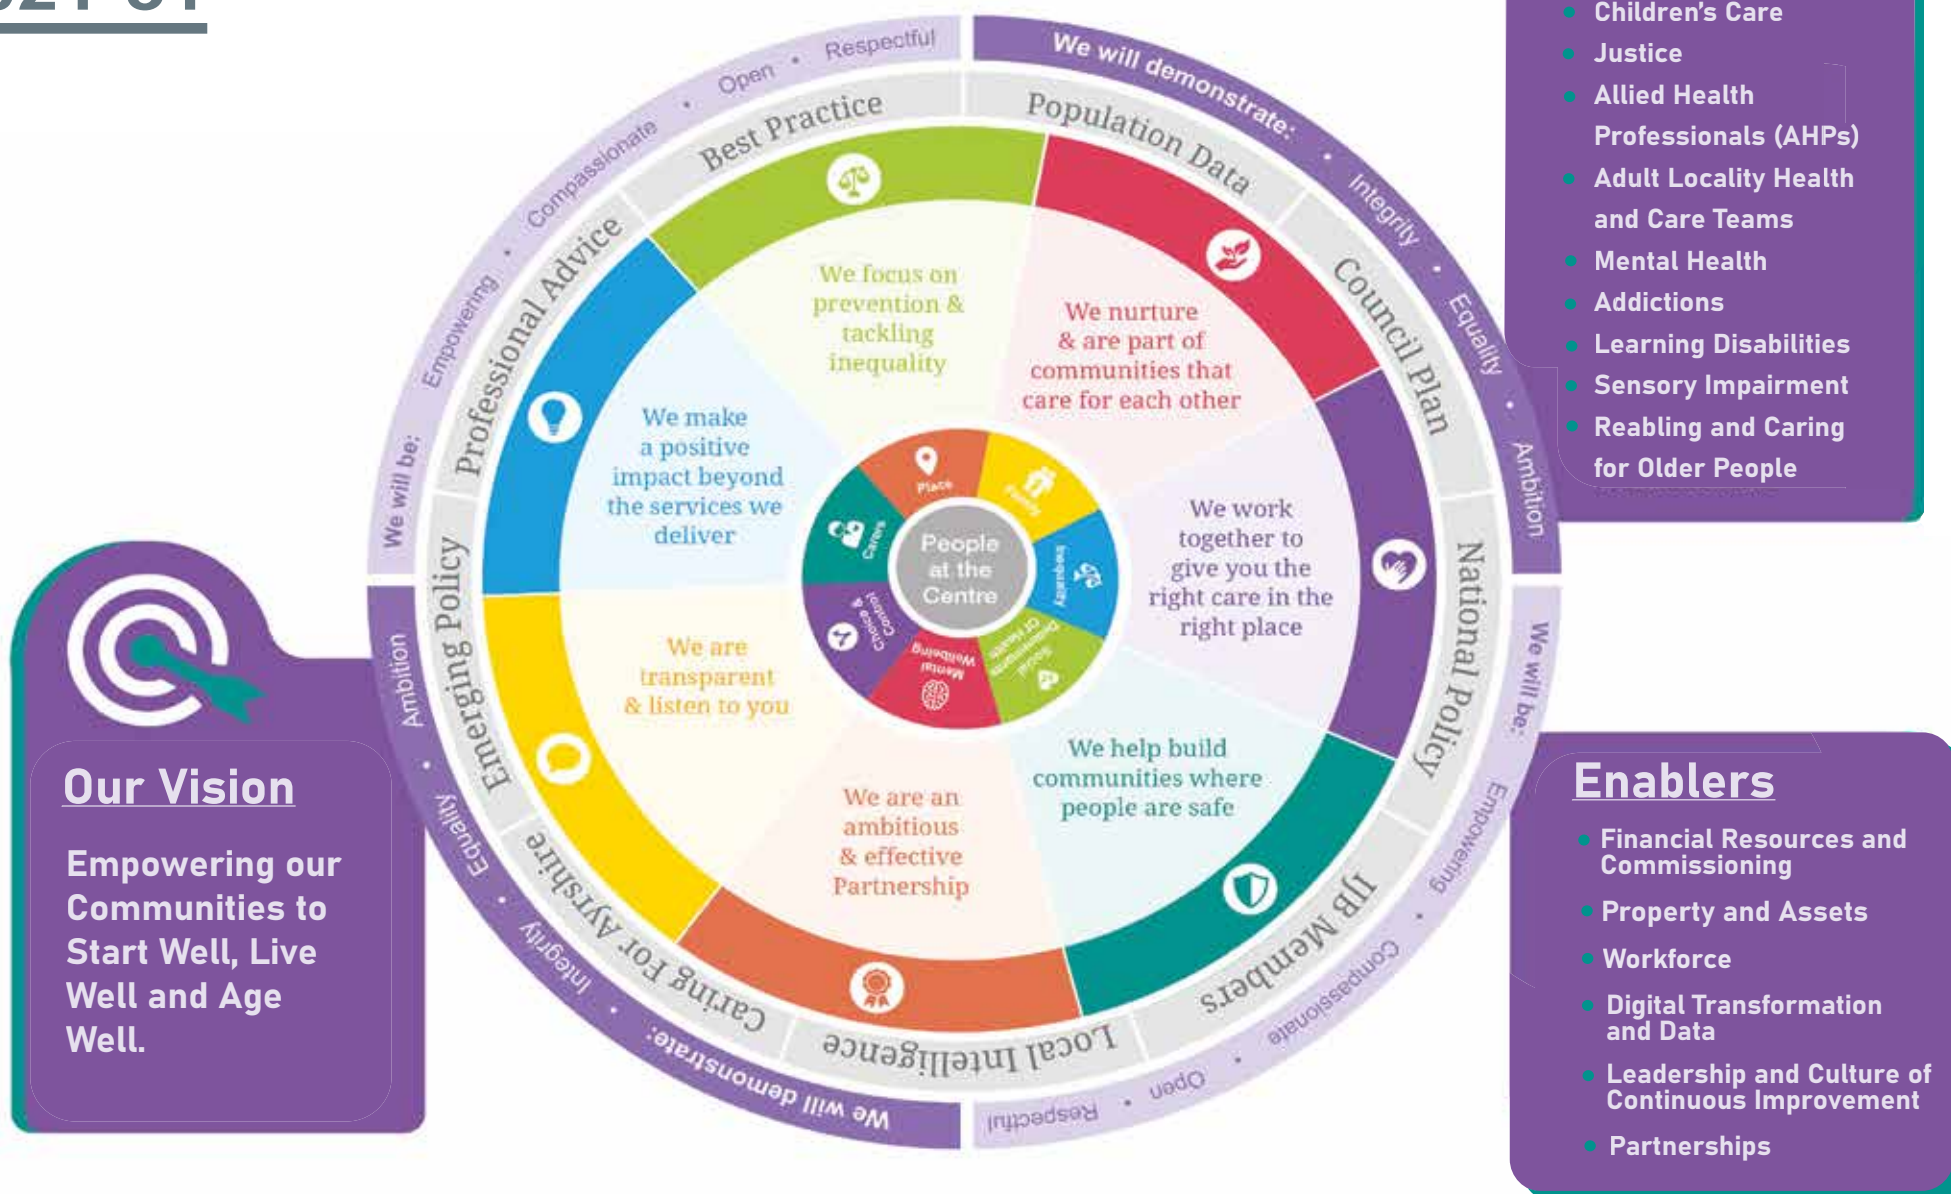 Children's Care
Justice
Allied Health
Professionals (AHPs)
Adult Locality Health
and Care Teams
Mental Health
Addictions
Learning Disabilities
Sensory Impairment
Reabling and Caring
for Older People
We will be: Empowering • Compassionate • Open • Respectful
We will demonstrate: • Integrity • Equality • Ambition
We will be: Empowering • Compassionate • Open • Respectful
We will demonstrate: • Integrity • Equality • Ambition
Best Practice
Population Data
Council Plan
National Policy
IJB Members
Local Intelligence
Caring For Ayrshire
Emerging Policy
Professional Advice
We focus on
prevention &
tackling
inequality
We nurture
& are part of
communities that
care for each other
We work
together to
give you the
right care in the
right place
We help build
communities where
people are safe
We are an
ambitious
& effective
Partnership
We are
transparent
& listen to you
We make
a positive
impact beyond
the services we
deliver
Place
Inequality
Social
Determinants
Of Health
Mental
Wellbeing
Choice &
Control
Carers
People
at the
Centre
Our Vision
Empowering our
Communities to
Start Well, Live
Well and Age
Well.
Enablers
Financial Resources and
Commissioning
Property and Assets
Workforce
Digital Transformation
and Data
Leadership and Culture of
Continuous Improvement
Partnerships